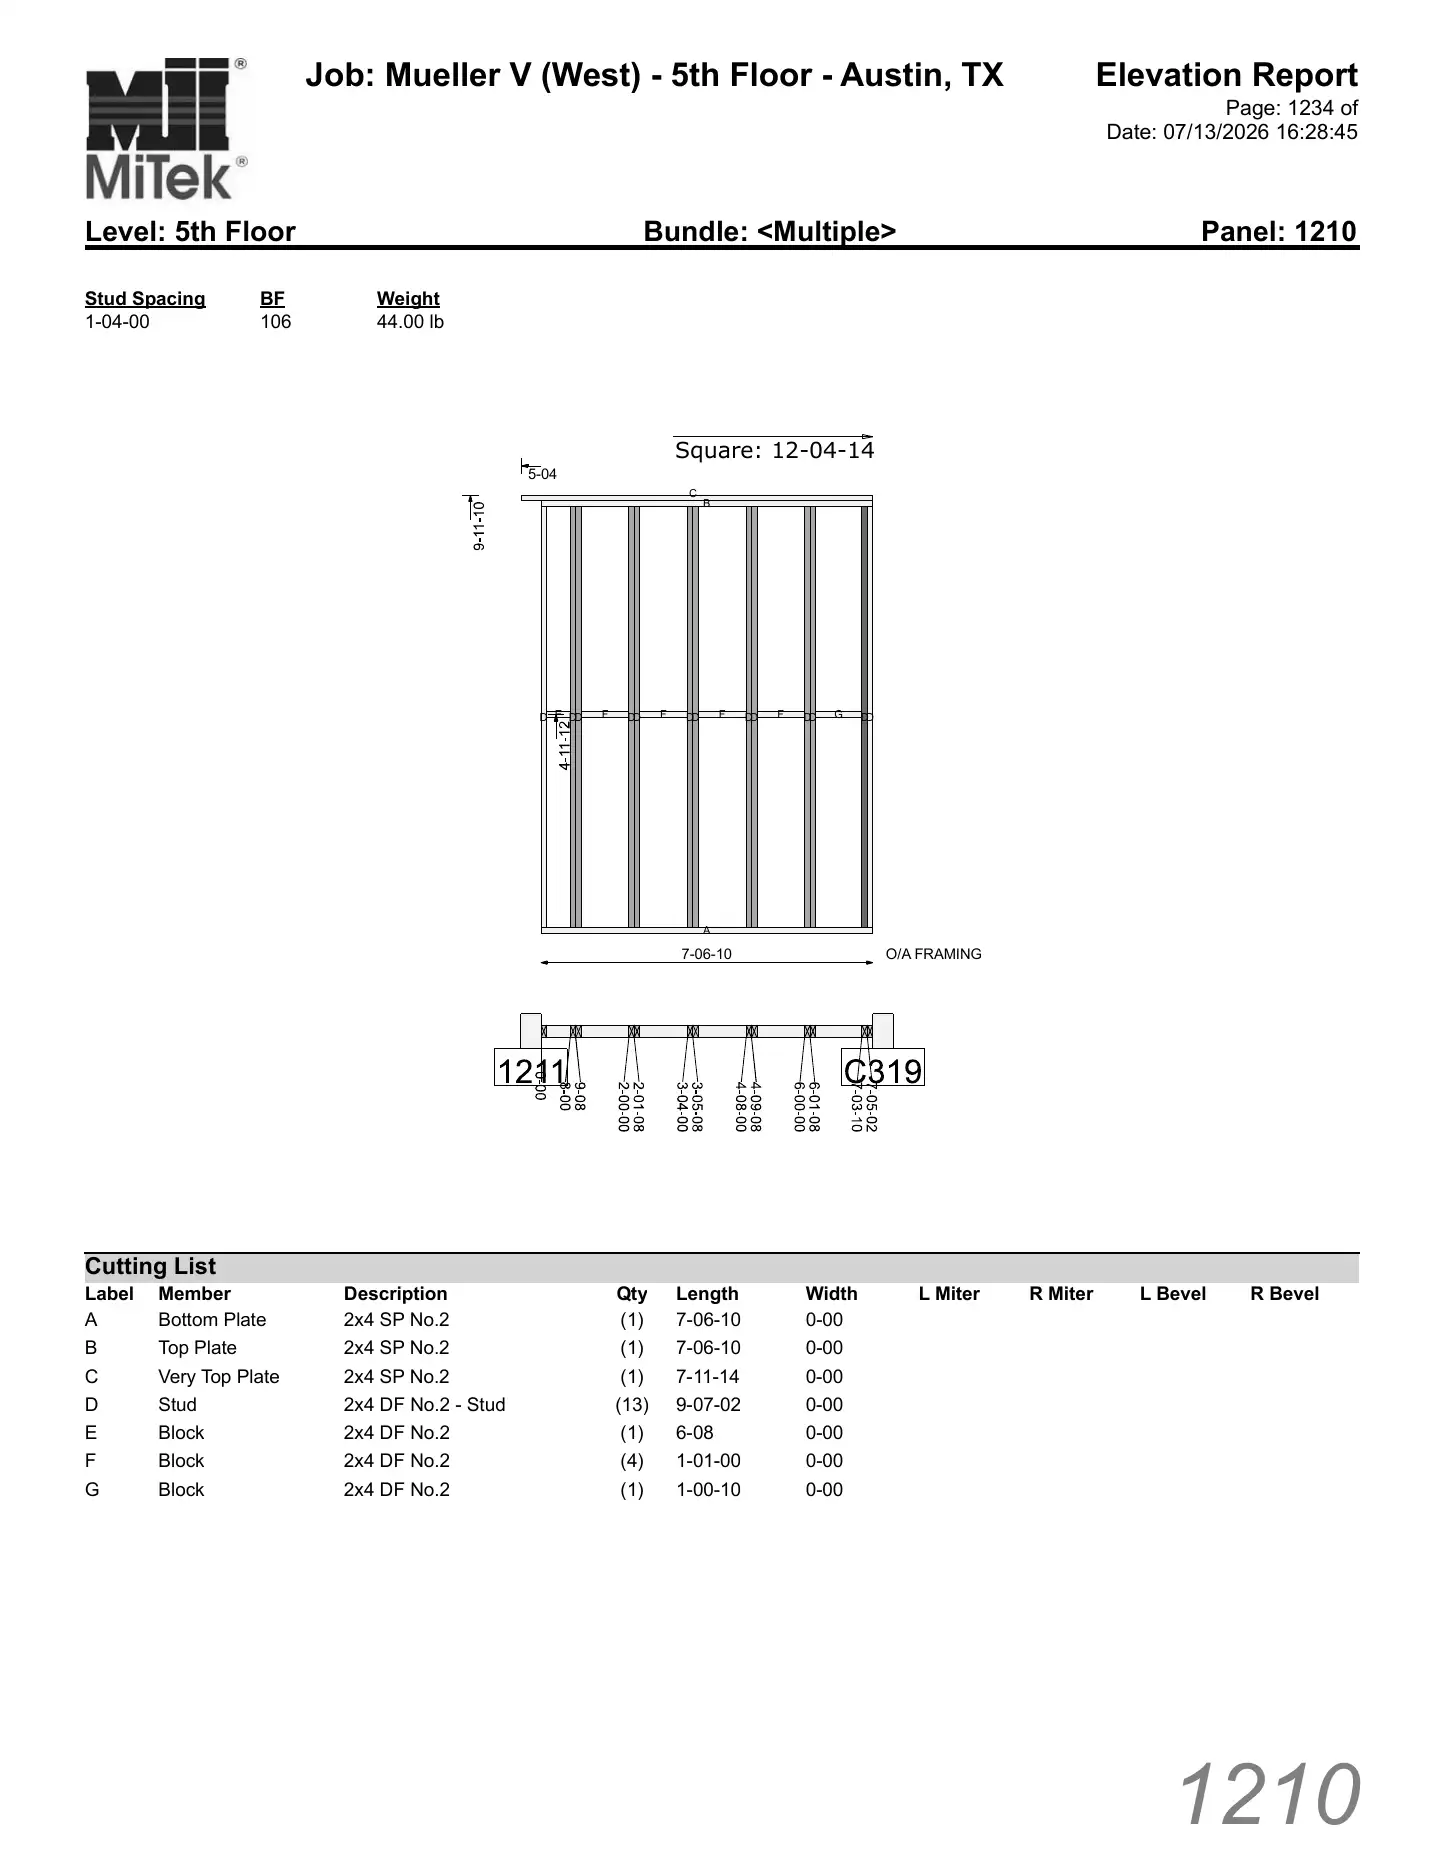 MiTek®
Job: Mueller V (West) - 5th Floor - Austin, TX
Elevation Report
Page: 1234 of
Date: 07/13/2026 16:28:45
Level: 5th Floor Bundle: <Multiple> Panel: 1210
Stud Spacing BF Weight
1-04-00 106 44.00 lb
Square: 12-04-14
5-04
9-11-10
C
B
D E D D F D D F D D F D D F D D F D D G D D
4-11-12
A
7-06-10 O/A FRAMING
1211 C319
0-00 8-00 9-08 2-00-00 2-01-08 3-04-00 3-05-08 4-08-00 4-09-08 6-00-00 6-01-08 7-03-10 7-05-02
Cutting List
Label Member Description Qty Length Width L Miter R Miter L Bevel R Bevel
A Bottom Plate 2x4 SP No.2 (1) 7-06-10 0-00
B Top Plate 2x4 SP No.2 (1) 7-06-10 0-00
C Very Top Plate 2x4 SP No.2 (1) 7-11-14 0-00
D Stud 2x4 DF No.2 - Stud (13) 9-07-02 0-00
E Block 2x4 DF No.2 (1) 6-08 0-00
F Block 2x4 DF No.2 (4) 1-01-00 0-00
G Block 2x4 DF No.2 (1) 1-00-10 0-00
1210